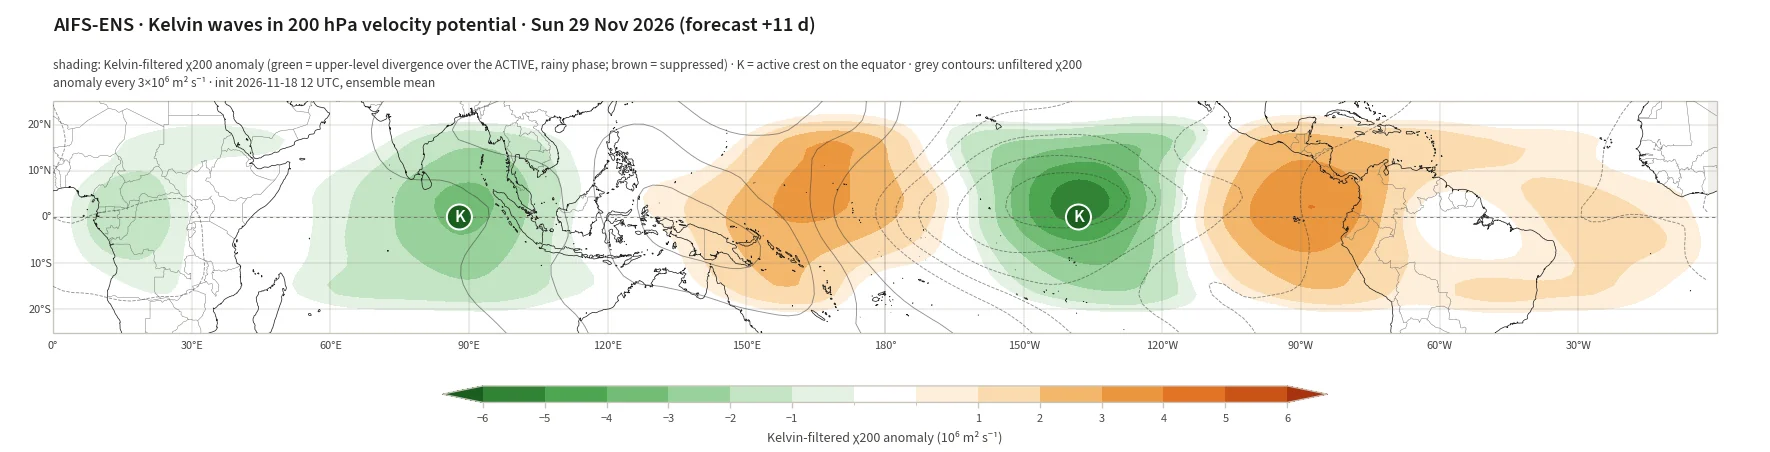 AIFS-ENS · Kelvin waves in 200 hPa velocity potential · Sun 29 Nov 2026 (forecast +11 d)
shading: Kelvin-filtered χ200 anomaly (green = upper-level divergence over the ACTIVE, rainy phase; brown = suppressed) · K = active crest on the equator · grey contours: unfiltered χ200
anomaly every 3×10⁶ m² s⁻¹ · init 2026-11-18 12 UTC, ensemble mean
20°N
10°N
0°
10°S
20°S
K K
0° 30°E 60°E 90°E 120°E 150°E 180° 150°W 120°W 90°W 60°W 30°W
−6 −5 −4 −3 −2 −1 1 2 3 4 5 6
Kelvin-filtered χ200 anomaly (10⁶ m² s⁻¹)